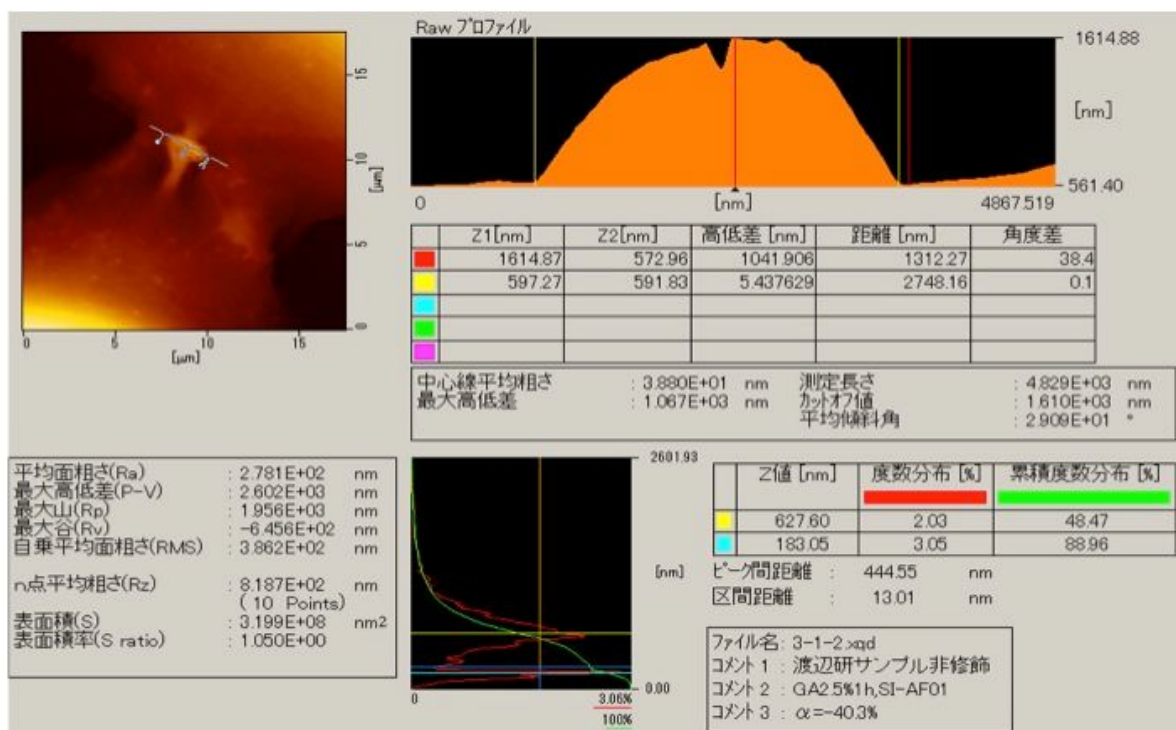 Raw プロファイル
15
10
5
0
[μm]
0
5
10
15
[μm]
1614.88
[nm]
561.40
0
[nm]
4867.519
Z1[nm] Z2[nm] 高低差 [nm] 距離 [nm] 角度差
1614.87 572.96 1041.906 1312.27 38.4
597.27 591.83 5.437629 2748.16 0.1
中心線平均粗さ : 3.880E+01 nm 測定長さ : 4.829E+03 nm
最大高低差 : 1.067E+03 nm カットオフ値 : 1.610E+03 nm
平均傾斜角 : 2.909E+01 °
平均面粗さ(Ra) : 2.781E+02 nm
最大高低差(P-V) : 2.602E+03 nm
最大山(Rp) : 1.956E+03 nm
最大谷(Rv) : -6.456E+02 nm
自乗平均面粗さ(RMS) : 3.862E+02 nm
n点平均粗さ(Rz) : 8.187E+02 nm
( 10 Points)
表面積(S) : 3.199E+08 nm2
表面積率(S ratio) : 1.050E+00
2601.93
[nm]
0.00
0
3.06%
100%
Z値 [nm] 度数分布 [%] 累積度数分布 [%]
627.60 2.03 48.47
183.05 3.05 88.96
ピーク間距離 : 444.55 nm
区間距離 : 13.01 nm
ファイル名: 3-1-2.xqd
コメント 1 : 渡辺研サンプル非修飾
コメント 2 : GA2.5%1h,SI-AF01
コメント 3 : α=-40.3%